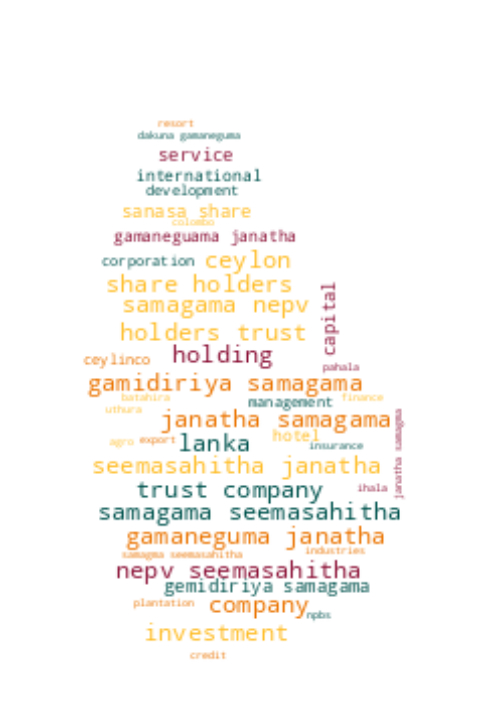 resort
dakuna gamaneguma
service
international
development
sanasa share
colombo
gamaneguama janatha
corporation
ceylon
share holders
capital
samagama nepv
holders trust
holding
ceylinco
pahala
gamidiriya samagama
batahira
management
finance
uthura
janatha samagama
janatha samagma
hotel
agro
export
lanka
insurance
seemasahitha janatha
trust company
ihala
samagama seemasahitha
gamaneguma janatha
samagma seemasahitha
industries
nepv seemasahitha
gemidiriya samagama
plantation
company
npbs
investment
credit